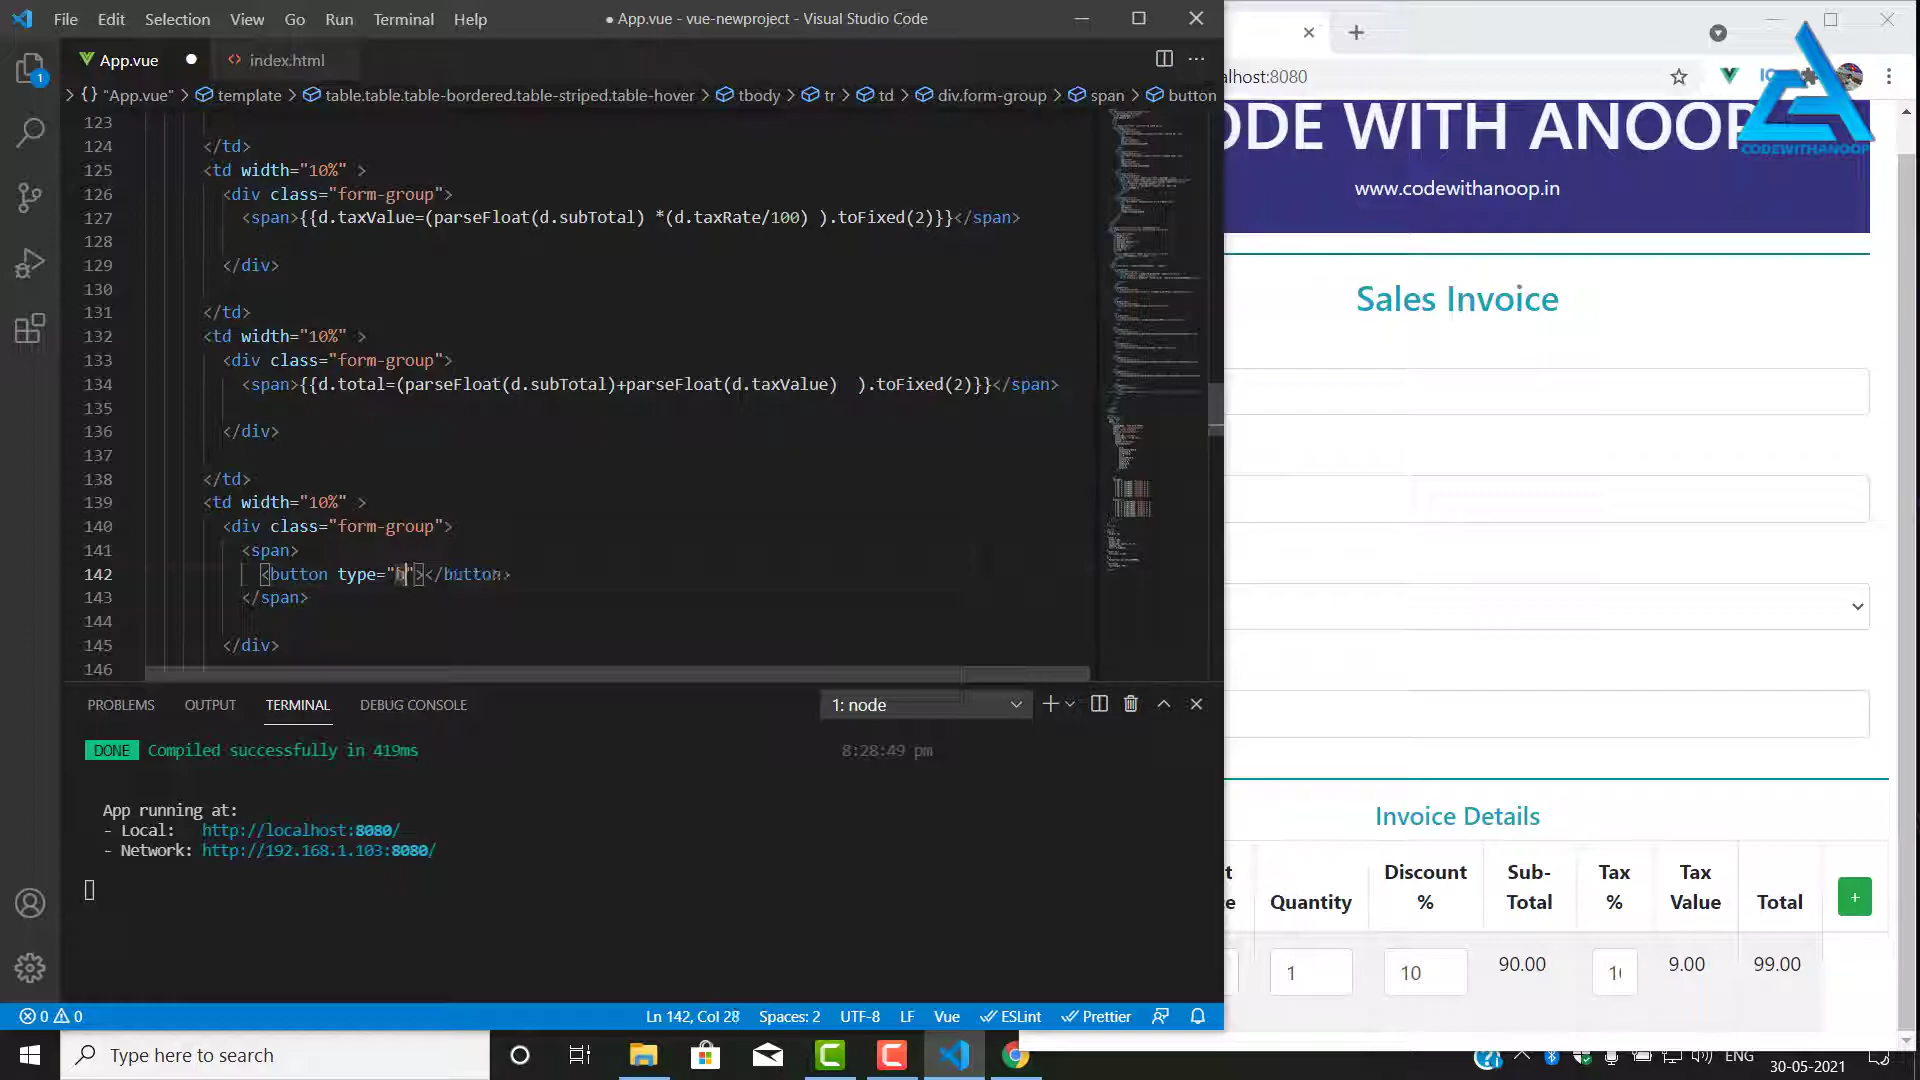 File Edit Selection View Go Run Terminal Help
● App.vue - vue-newproject - Visual Studio Code
App.vue
index.html
1
> {} "App.vue" > template > table.table.table-bordered.table-striped.table-hover > tbody > tr > td > div.form-group > span > button
123
124 </td>
125 <td width="10%" >
126 <div class="form-group">
127 <span>{{d.taxValue=(parseFloat(d.subTotal) *(d.taxRate/100) ).toFixed(2)}}</span>
128
129 </div>
130
131 </td>
132 <td width="10%" >
133 <div class="form-group">
134 <span>{{d.total=(parseFloat(d.subTotal)+parseFloat(d.taxValue)  ).toFixed(2)}}</span>
135
136 </div>
137
138 </td>
139 <td width="10%" >
140 <div class="form-group">
141 <span>
142 <button type="b"></button>
143 </span>
144
145 </div>
146
PROBLEMS OUTPUT TERMINAL DEBUG CONSOLE
1: node
DONE Compiled successfully in 419ms 8:28:49 pm
App running at:
- Local: http://localhost:8080/
- Network: http://192.168.1.103:8080/
0 0
Ln 142, Col 28 Spaces: 2 UTF-8 LF Vue ESLint Prettier
alhost:8080
ODE WITH ANOOP
CODEWITHANOOP
www.codewithanoop.in
Sales Invoice
Invoice Details
t
e
Quantity
Discount
%
Sub-
Total
Tax
%
Tax
Value
Total
+
1
10
90.00
9.00
99.00
Type here to search
ENG
30-05-2021